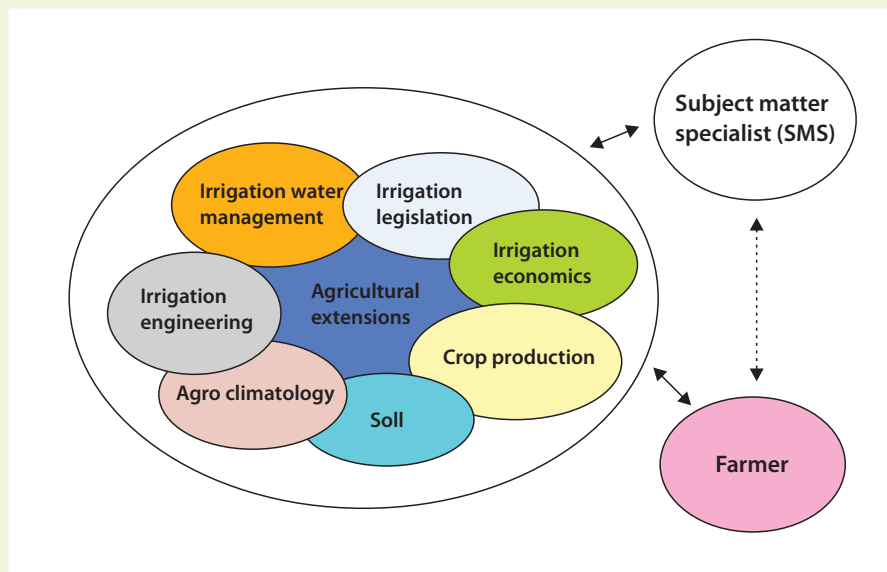 Subject matter
specialist (SMS)
Irrigation water
management
Irrigation
legislation
Irrigation
economics
Irrigation
engineering
Agricultural
extensions
Crop production
Agro climatology
Soll
Farmer